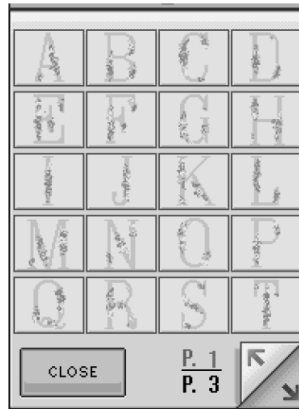 A B C D
E F G H
I J K L
M N O P
Q R S T
CLOSE
P. 1
P. 3